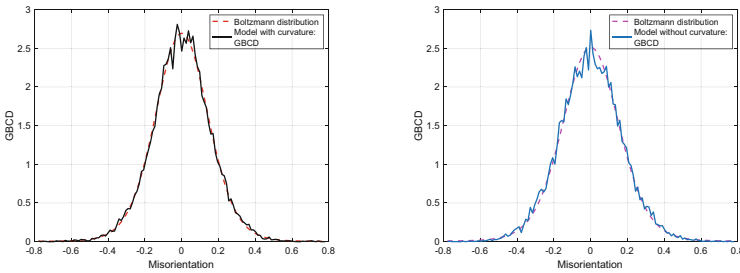 3
2.5
2
1.5
1
0.5
0
GBCD
-0.8 -0.6 -0.4 -0.2 0 0.2 0.4 0.6 0.8
Misorientation
Boltzmann distribution
Model with curvature:
GBCD
3
2.5
2
1.5
1
0.5
0
GBCD
-0.8 -0.6 -0.4 -0.2 0 0.2 0.4 0.6 0.8
Misorientation
Boltzmann distribution
Model without curvature:
GBCD